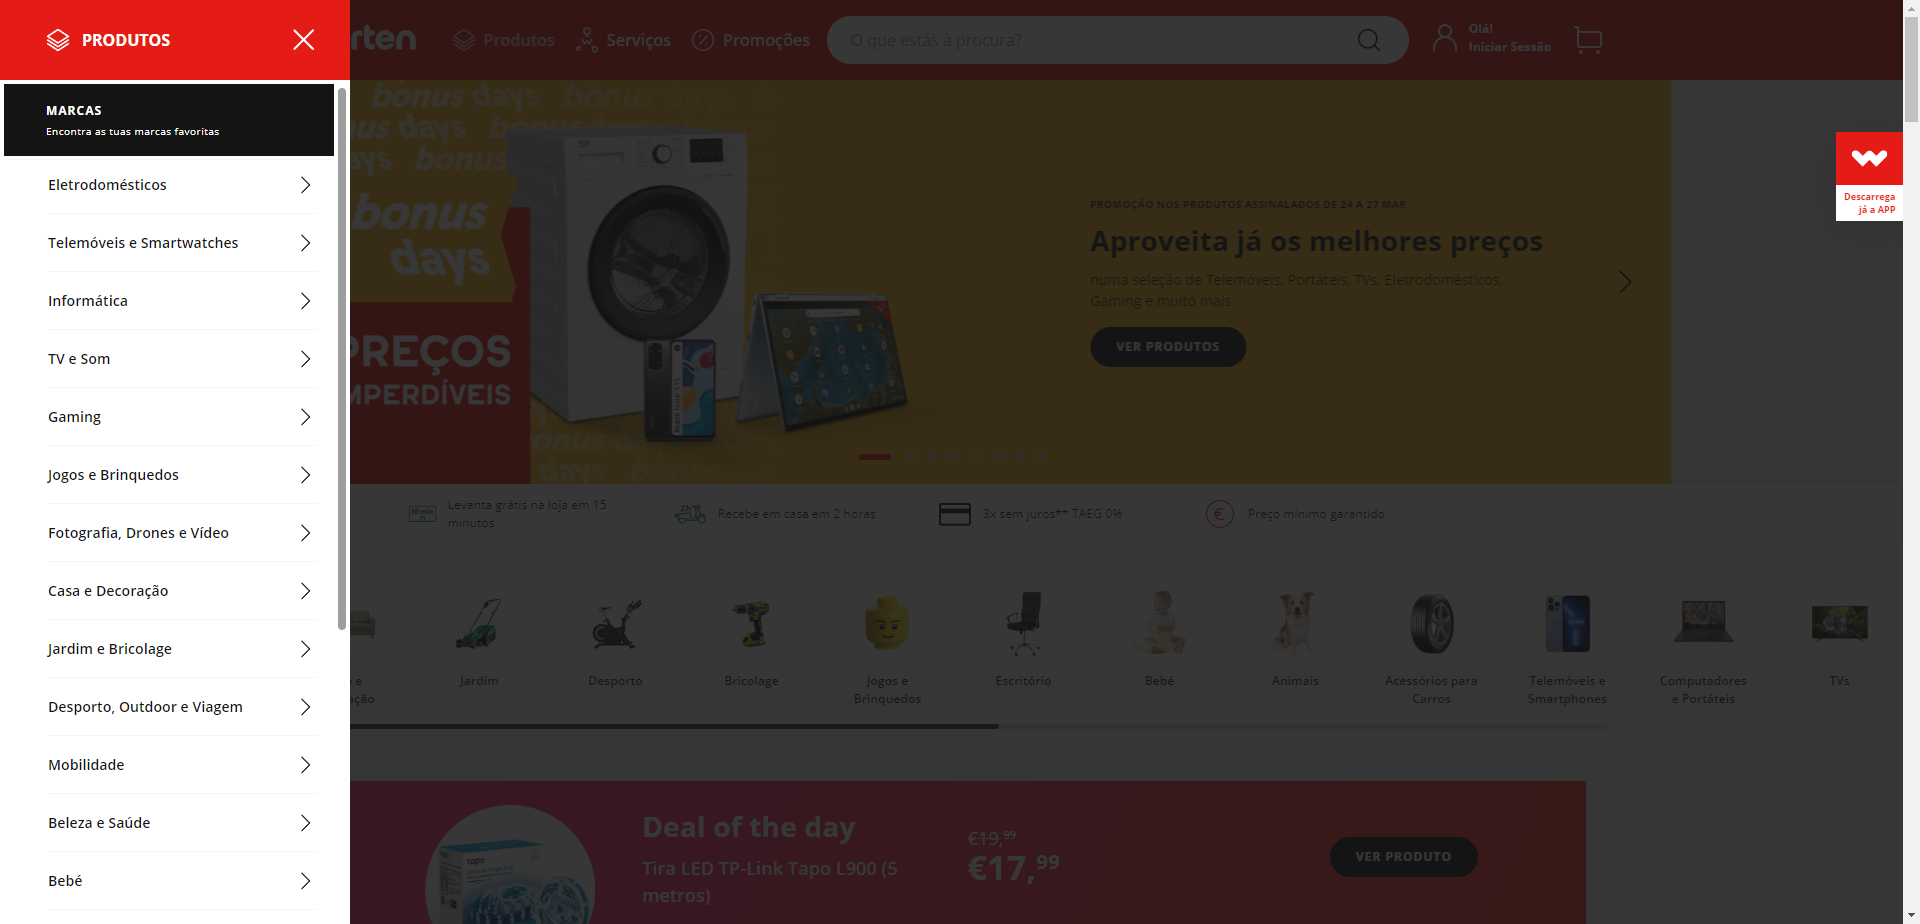 PRODUTOS
MARCAS
Encontra as tuas marcas favoritas
Eletrodomésticos
Telemóveis e Smartwatches
Informática
TV e Som
Gaming
Jogos e Brinquedos
Fotografia, Drones e Vídeo
Casa e Decoração
Jardim e Bricolage
Desporto, Outdoor e Viagem
Mobilidade
Beleza e Saúde
Bebé
rten
Produtos
Serviços
Promoções
O que estás à procura?
Olá!
Iniciar Sessão
Descarrega
já a APP
bonus days
days
bonus
bonus
days
PREÇOS
MPERDÍVEIS
PROMOÇÃO NOS PRODUTOS ASSINALADOS DE 24 A 27 MAR
Aproveita já os melhores preços
numa seleção de Telemóveis, Portáteis, TVs, Eletrodomésticos,
Gaming e muito mais
VER PRODUTOS
Levanta grátis na loja em 15
minutos
Recebe em casa em 2 horas
3x sem juros** TAEG 0%
Preço mínimo garantido
Jardim
Desporto
Bricolage
Jogos e
Brinquedos
Escritório
Bebé
Animais
Acessórios para
Carros
Telemóveis e
Smartphones
Computadores
e Portáteis
TVs
Deal of the day
Tira LED TP-Link Tapo L900 (5
metros)
€19,99
€17,99
VER PRODUTO
tapo